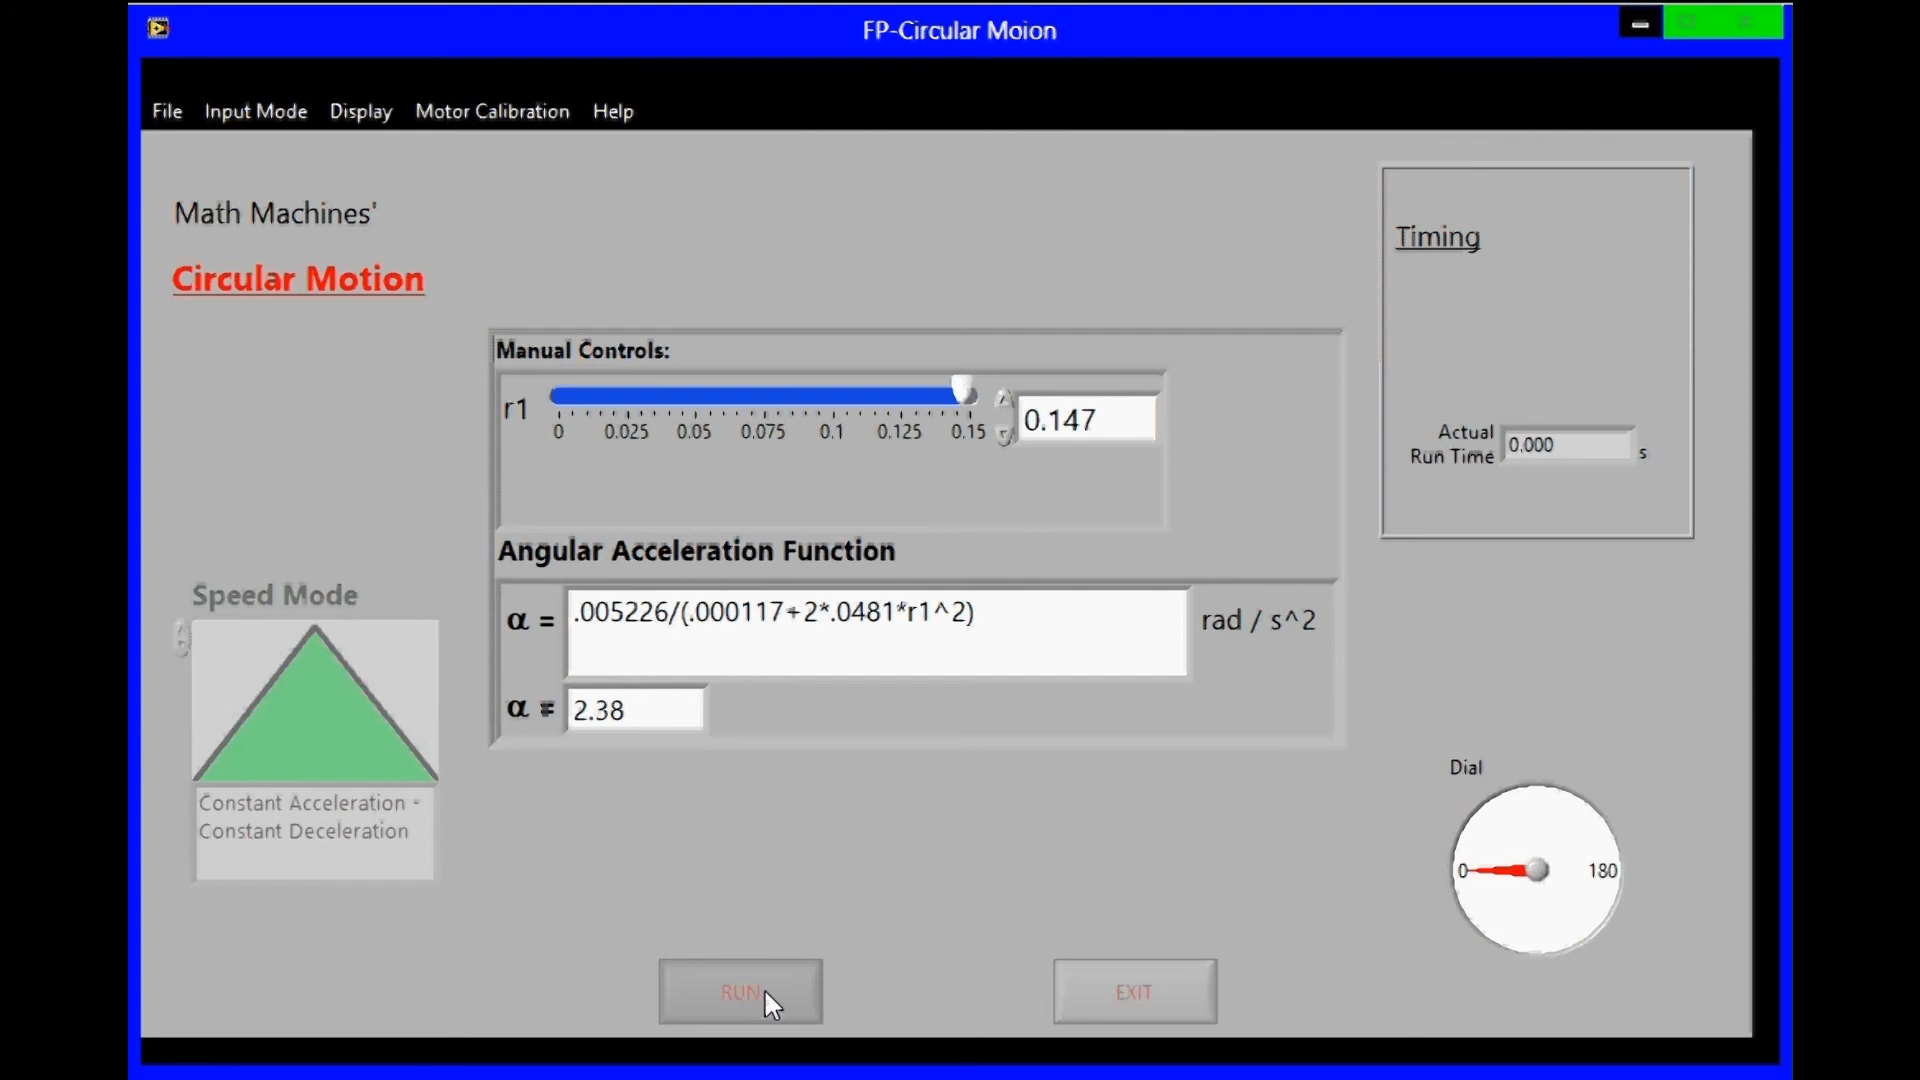 FP-Circular Moion
File Input Mode Display Motor Calibration Help
Math Machines'
Circular Motion
Timing
Actual
Run Time 0.000 s
Manual Controls:
r1 0.147
0 0.025 0.05 0.075 0.1 0.125 0.15
Angular Acceleration Function
α = .005226/(.000117+2*.0481*r1^2) rad / s^2
α = 2.38
Speed Mode
Constant Acceleration -
Constant Deceleration
Dial
0 180
RUN EXIT